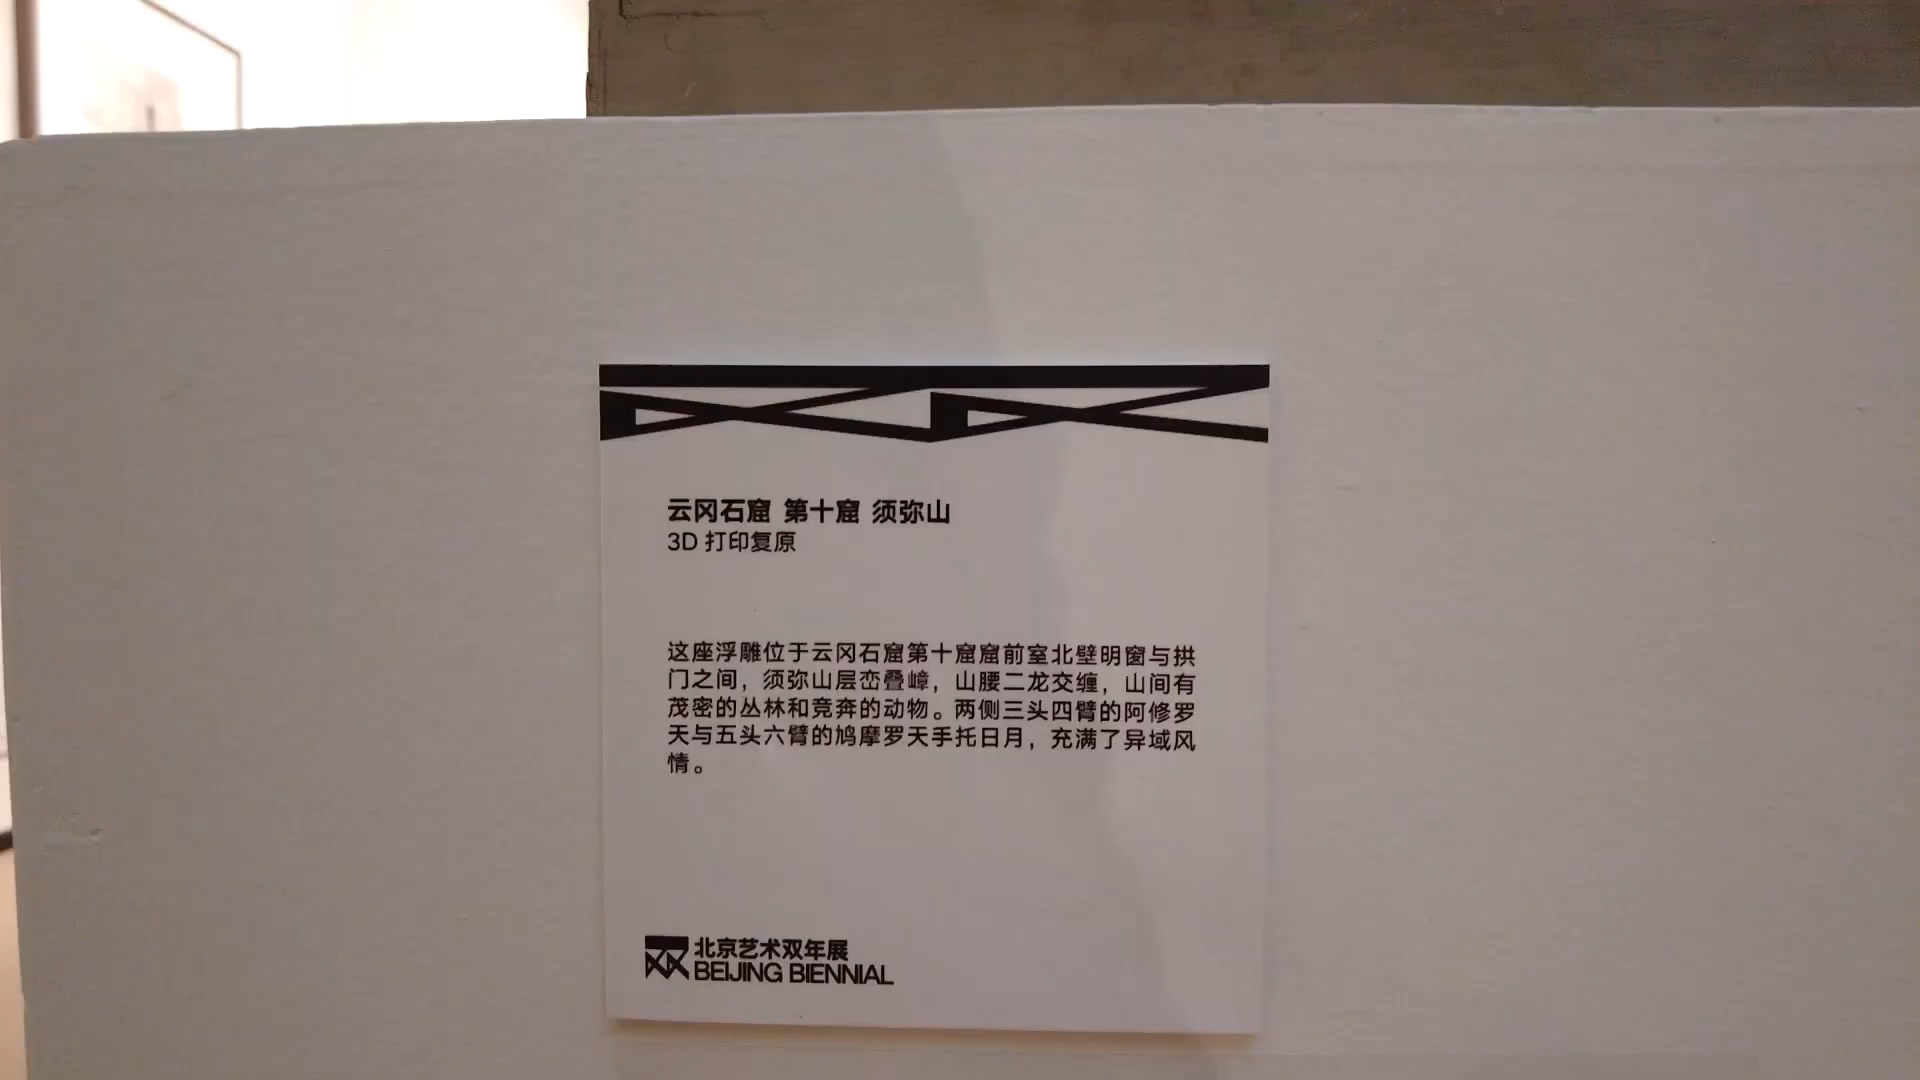 云冈石窟 第十窟 须弥山
3D 打印复原
这座浮雕位于云冈石窟第十窟窟前室北壁明窗与拱
门之间，须弥山层峦叠嶂，山腰二龙交缠，山间有
茂密的丛林和竞奔的动物。两侧三头四臂的阿修罗
天与五头六臂的鸠摩罗天手托日月，充满了异域风
情。
北京艺术双年展
BEIJING BIENNIAL